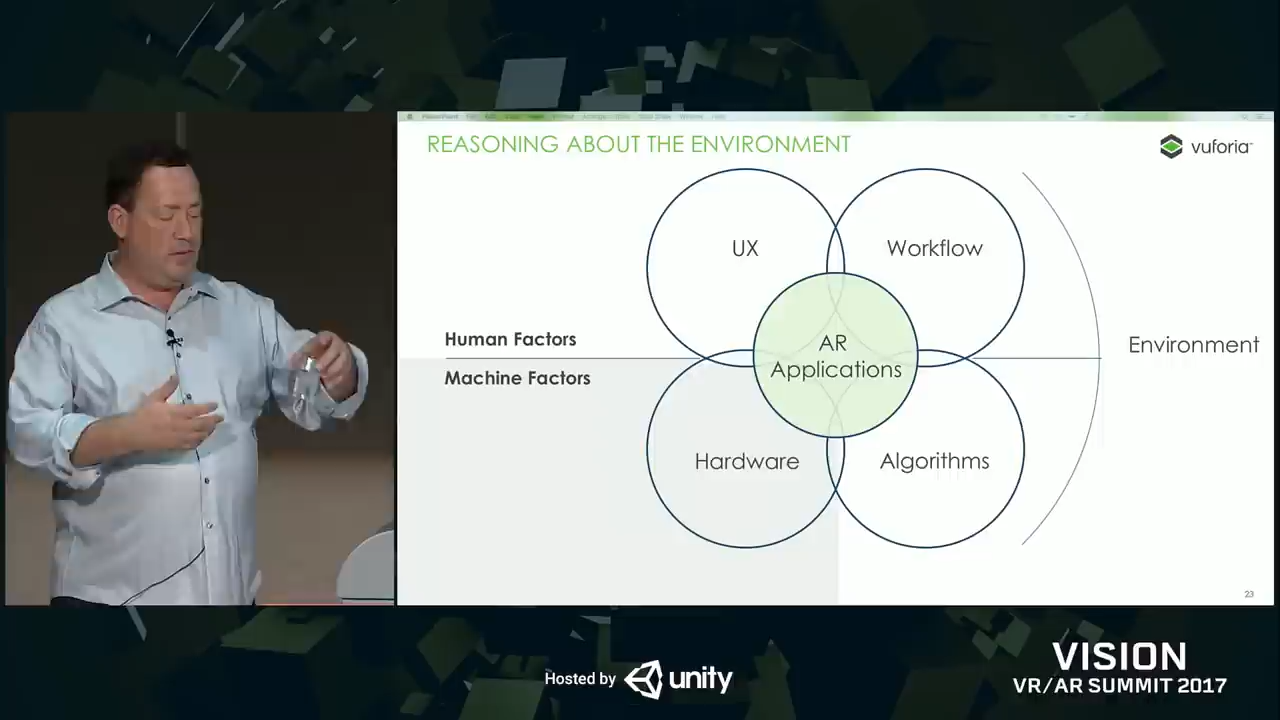 REASONING ABOUT THE ENVIRONMENT
vuforia
UX
Workflow
Human Factors
AR
Applications
Environment
Machine Factors
Hardware
Algorithms
23
Hosted by unity
VISION
VR/AR SUMMIT 2017